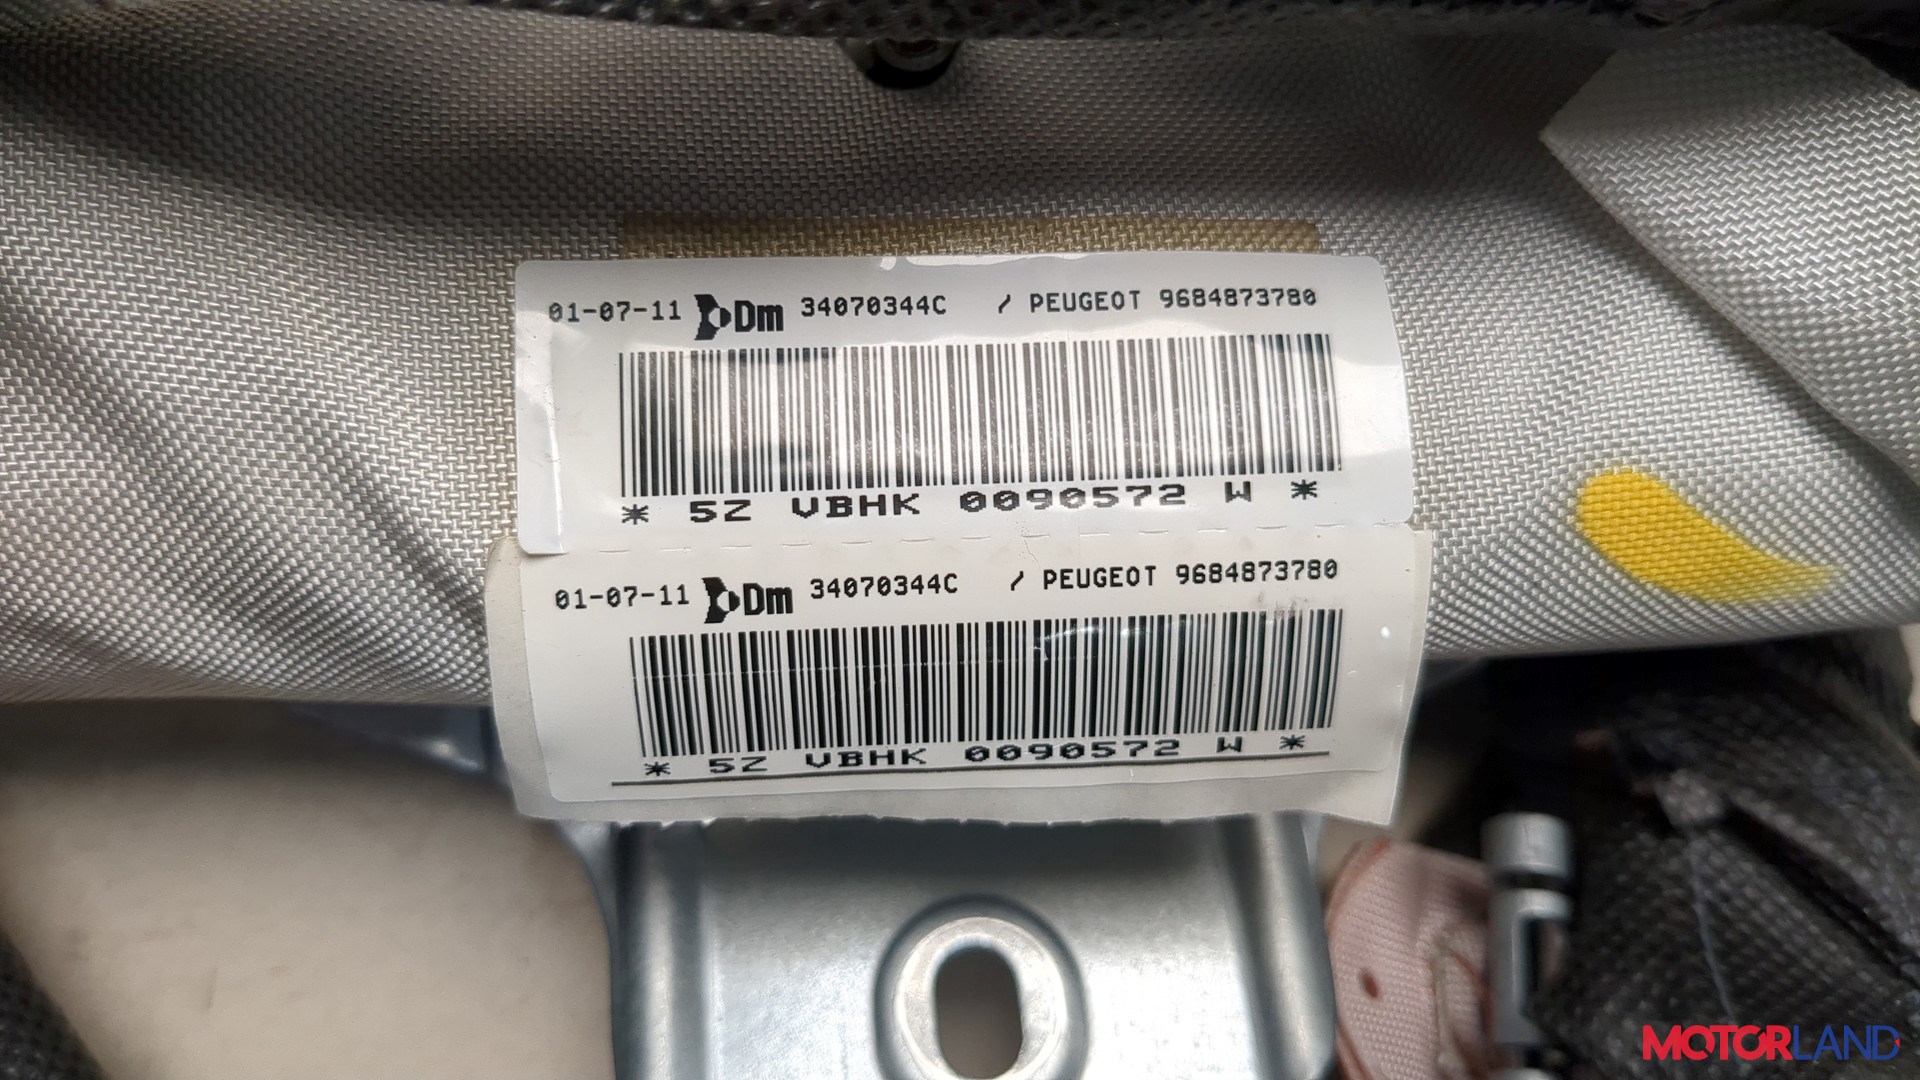 01-07-11 Dm 34070344C / PEUGEOT 9684873780
* 5Z VBHK 0090572 W *
01-07-11 Dm 34070344C / PEUGEOT 9684873780
* 5Z VBHK 0090572 W *
MOTORLAND